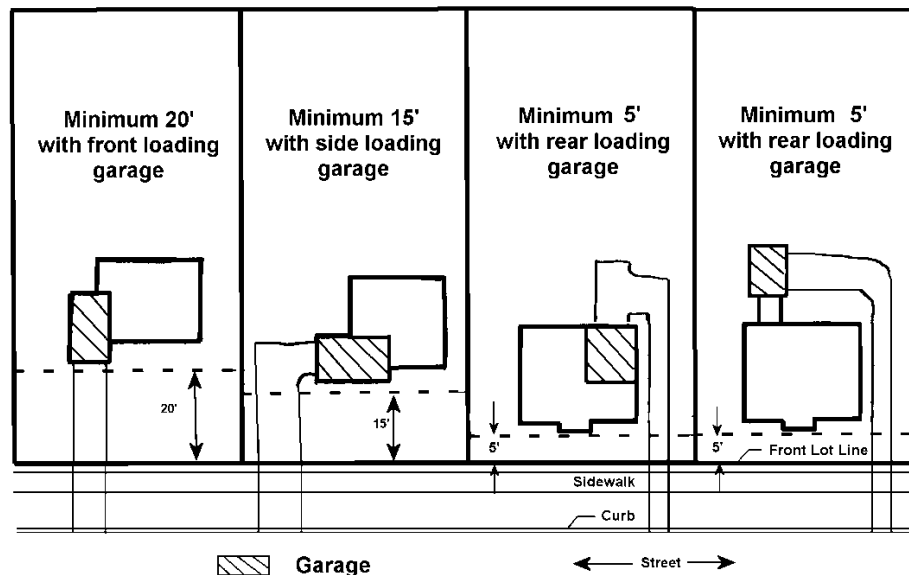 Minimum 20'
with front loading
garage
Minimum 15'
with side loading
garage
Minimum 5'
with rear loading
garage
Minimum 5'
with rear loading
garage
20'
15'
5'
5'
Front Lot Line
Sidewalk
Curb
Garage
Street